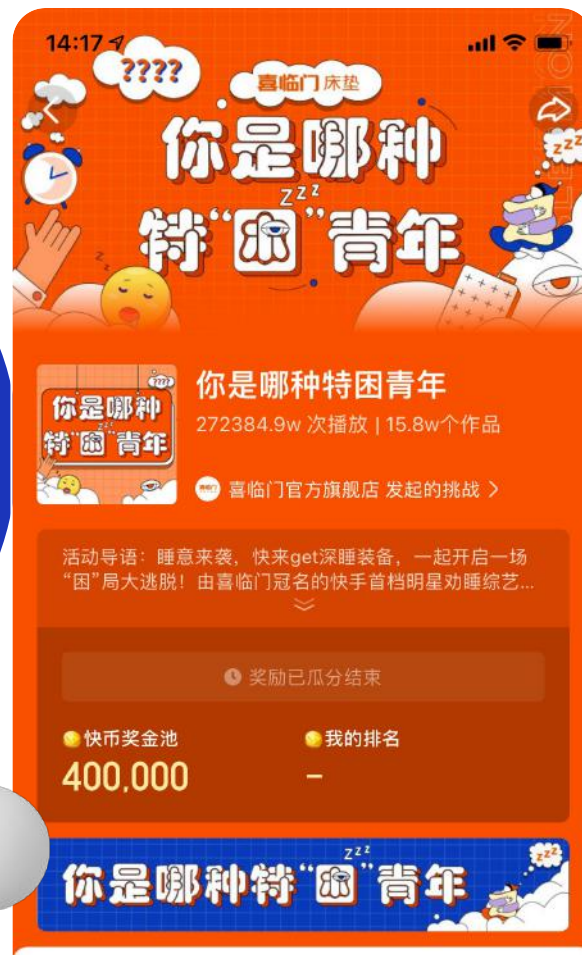 14:17
????
喜临门床垫
你是哪种
zzz
特“困”青年
zzz
zz
????
你是哪种
特“困”青年
你是哪种特困青年
272384.9w 次播放 | 15.8w个作品
喜临门
喜临门官方旗舰店 发起的挑战 >
活动导语：睡意来袭，快来get深睡装备，一起开启一场
“困”局大逃脱！由喜临门冠名的快手首档明星劝睡综艺...
奖励已瓜分结束
快币奖金池
我的排名
400,000
–
zzz
你是哪种特“困”青年
zzz